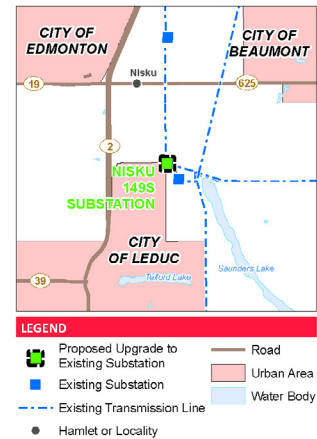 CITY OF
EDMONTON
CITY OF
BEAUMONT
Nisku
19
625
2
NISKU
149S
SUBSTATION
CITY
OF LEDUC
Telford Lake
Saunders Lake
39
LEGEND
Proposed Upgrade to
Existing Substation
Existing Substation
Existing Transmission Line
Hamlet or Locality
Road
Urban Area
Water Body